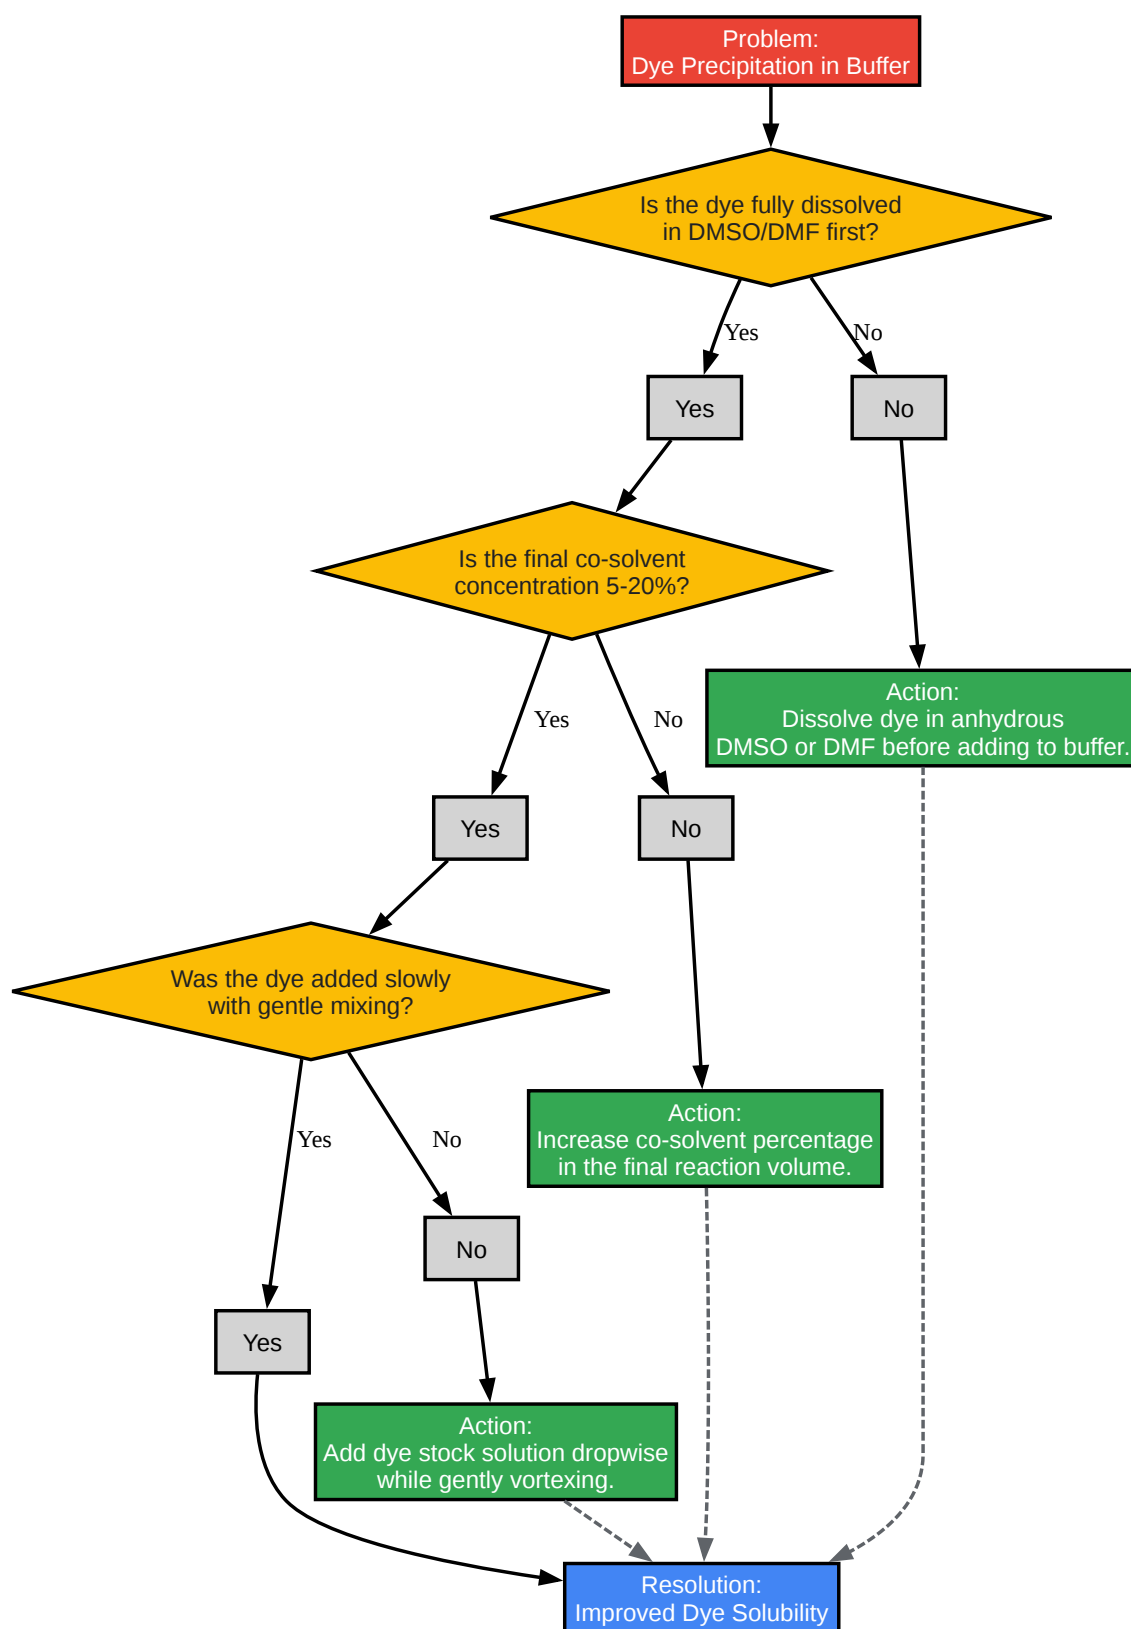 Problem:
Dye Precipitation in Buffer
Is the dye fully dissolved
in DMSO/DMF first?
Yes
No
Yes
No
Is the final co-solvent
concentration 5-20%?
Action:
Dissolve dye in anhydrous
DMSO or DMF before adding to buffer.
Yes
No
Yes
No
Was the dye added slowly
with gentle mixing?
Action:
Increase co-solvent percentage
in the final reaction volume.
Yes
No
No
Yes
Action:
Add dye stock solution dropwise
while gently vortexing.
Resolution:
Improved Dye Solubility